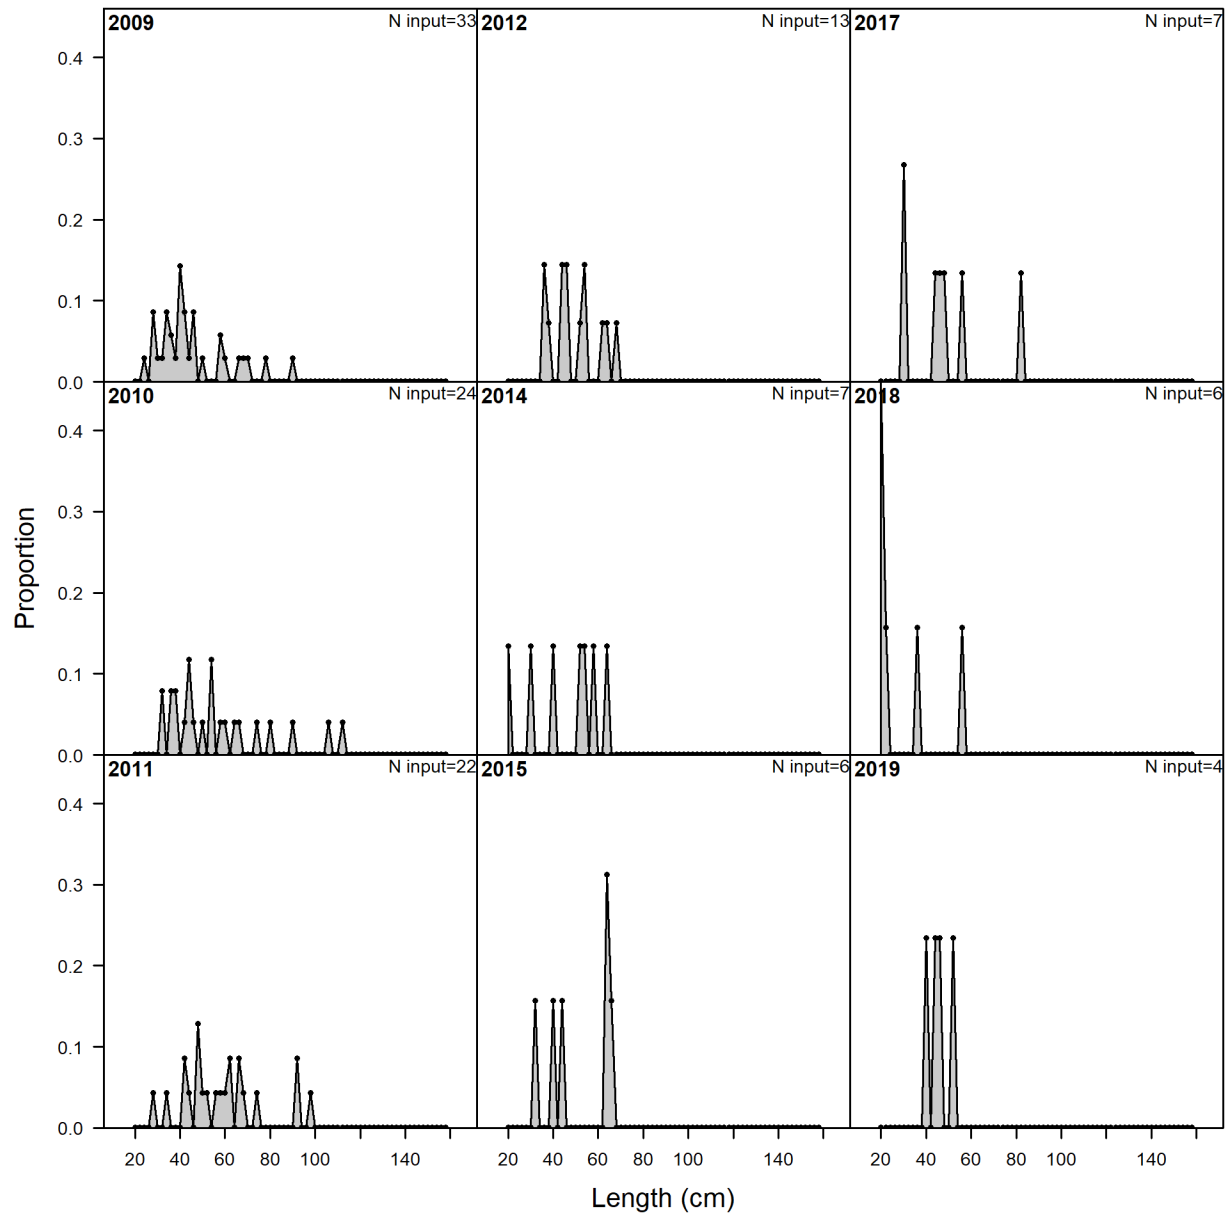 2009 N input=33 2012 N input=13 2017 N input=7
0.4
0.3
0.2
0.1
0.0
2010 N input=24 2014 N input=7 2018 N input=6
0.4
0.3
0.2
0.1
0.0
2011 N input=22 2015 N input=6 2019 N input=4
0.4
0.3
0.2
0.1
0.0
20 40 60 80 100 140 20 40 60 80 100 140 20 40 60 80 100 140
Proportion
Length (cm)